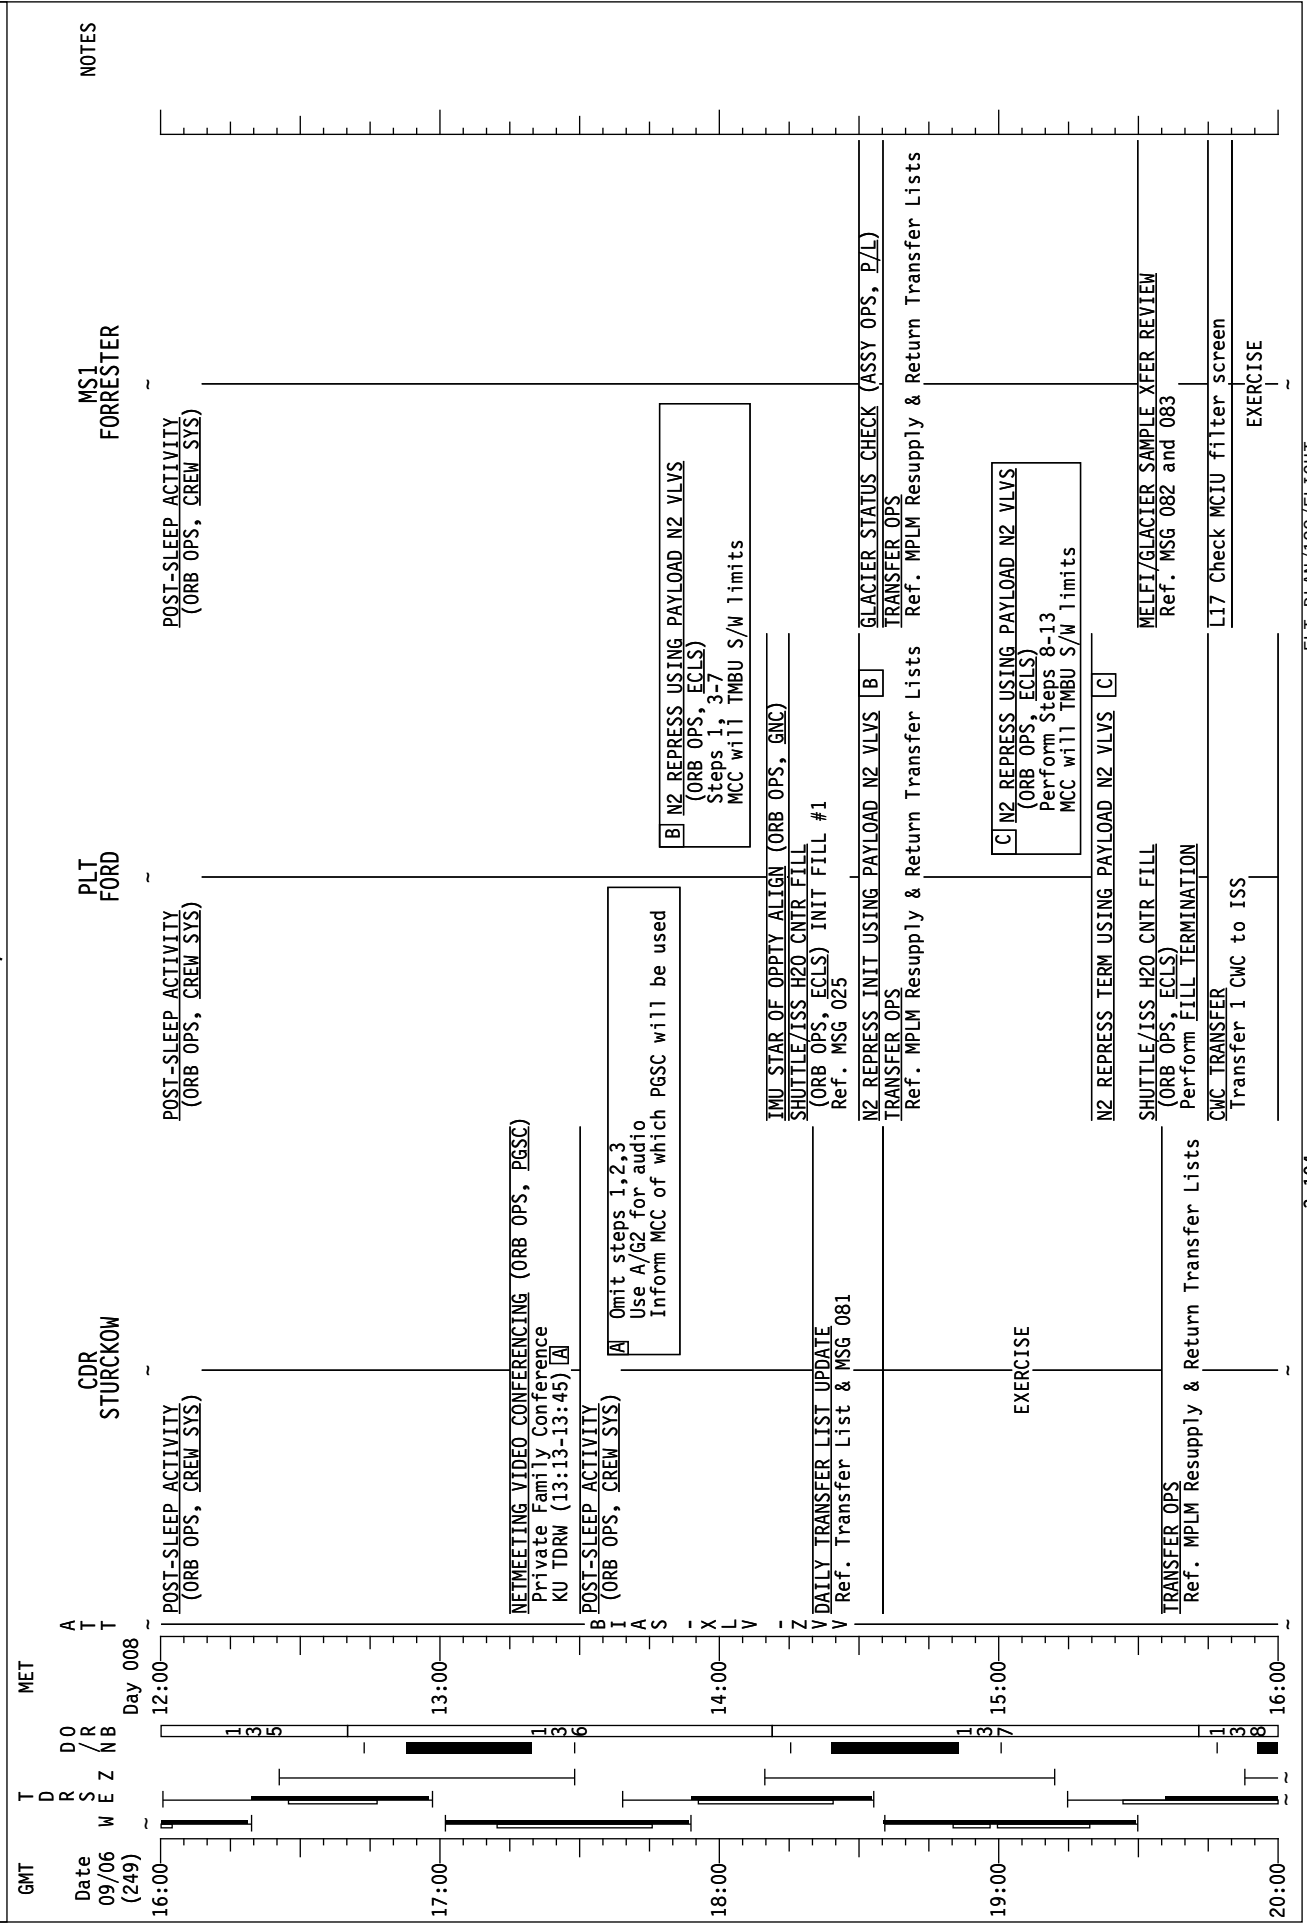 GMT
Date
09/06
(249)
16:00
17:00
18:00
19:00
20:00
T
D
R
S
W E Z
D O
/ R
N B
1 3 5
1 3 6
1 3 7
1 3 8
MET
Day 008
12:00
13:00
14:00
15:00
16:00
A
T
T
~
B
I
A
S
-
X
L
V
-
Z
V
V
~
CDR
STURCKOW
~
POST-SLEEP ACTIVITY
(ORB OPS, CREW SYS)
NETMEETING VIDEO CONFERENCING (ORB OPS, PGSC)
Private Family Conference
KU TDRW (13:13-13:45) A
POST-SLEEP ACTIVITY
(ORB OPS, CREW SYS)
A Omit steps 1,2,3
Use A/G2 for audio
Inform MCC of which PGSC will be used
DAILY TRANSFER LIST UPDATE
Ref. Transfer List & MSG 081
EXERCISE
TRANSFER OPS
Ref. MPLM Resupply & Return Transfer Lists
~
PLT
FORD
~
POST-SLEEP ACTIVITY
(ORB OPS, CREW SYS)
B N2 REPRESS USING PAYLOAD N2 VLVS
(ORB OPS, ECLS)
Steps 1, 3-7
MCC will TMBU S/W limits
IMU STAR OF OPPTY ALIGN (ORB OPS, GNC)
SHUTTLE/ISS H2O CNTR FILL
(ORB OPS, ECLS) INIT FILL #1
Ref. MSG 025
N2 REPRESS INIT USING PAYLOAD N2 VLVS B
TRANSFER OPS
Ref. MPLM Resupply & Return Transfer Lists
C N2 REPRESS USING PAYLOAD N2 VLVS
(ORB OPS, ECLS)
Perform Steps 8-13
MCC will TMBU S/W limits
N2 REPRESS TERM USING PAYLOAD N2 VLVS C
SHUTTLE/ISS H2O CNTR FILL
(ORB OPS, ECLS)
Perform FILL TERMINATION
CWC TRANSFER
Transfer 1 CWC to ISS
MS1
FORRESTER
~
POST-SLEEP ACTIVITY
(ORB OPS, CREW SYS)
GLACIER STATUS CHECK (ASSY OPS, P/L)
TRANSFER OPS
Ref. MPLM Resupply & Return Transfer Lists
MELFI/GLACIER SAMPLE XFER REVIEW
Ref. MSG 082 and 083
L17 Check MCIU filter screen
EXERCISE
~
NOTES